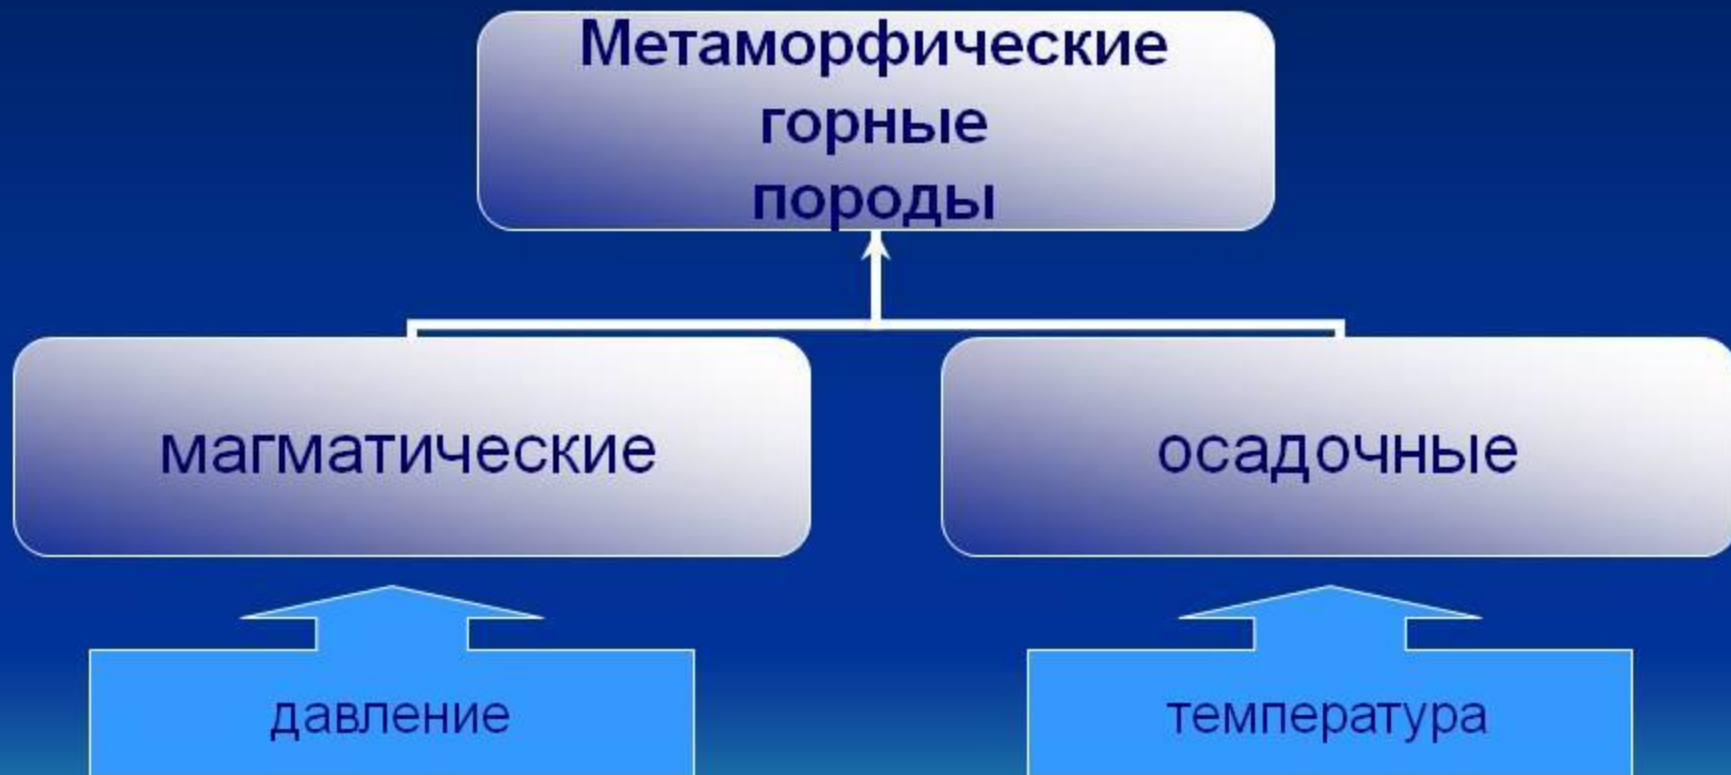 Метаморфические
горные
породы
магматические
осадочные
давление
температура